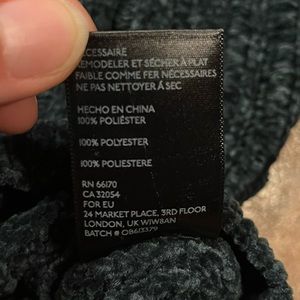 NÉCESSAIRE
REMODELER ET SÉCHER À PLAT
FAIBLE COMME FER NÉCESSAIRES
NE PAS NETTOYER Á SEC
HECHO EN CHINA
100% POLIÉSTER
100% POLYESTER
100% POLIESTERE
RN 66170
CA 32054
FOR EU
24 MARKET PLACE, 3RD FLOOR
LONDON, UK W1W8AN
BATCH # OB613379